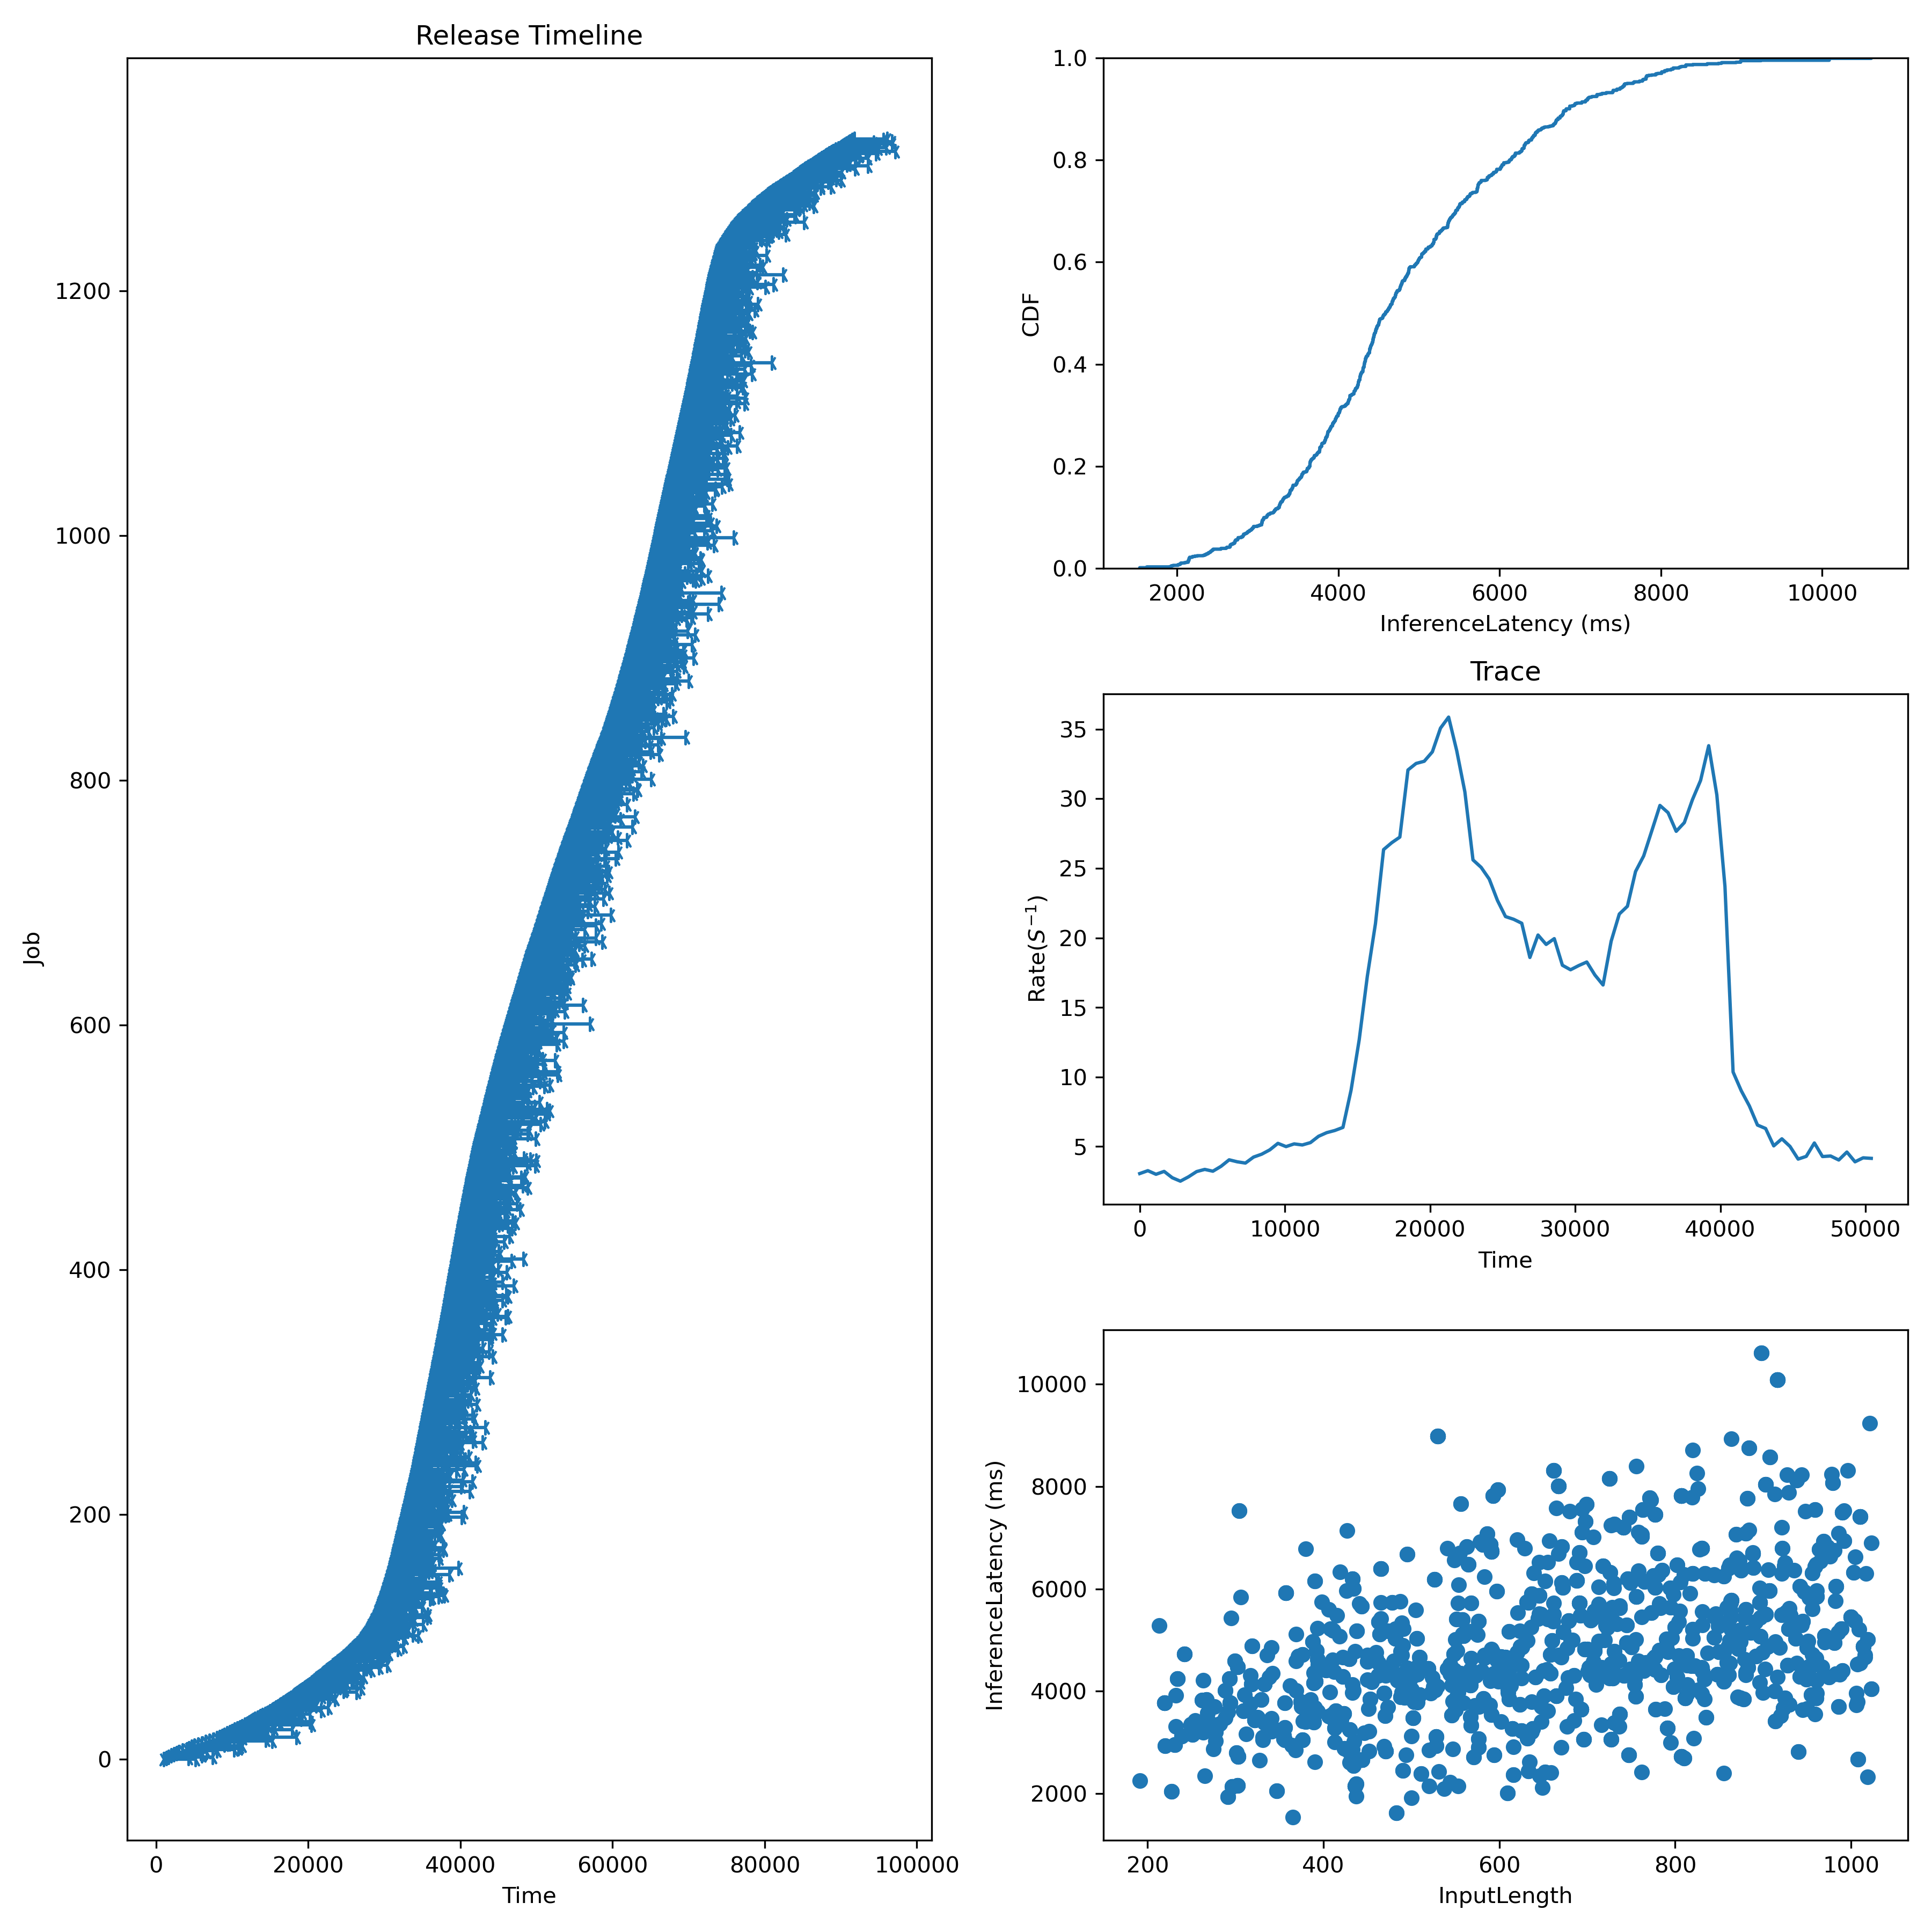 Release Timeline
Job
1200
1000
800
600
400
200
0
0 20000 40000 60000 80000 100000
Time
CDF
1.0
0.8
0.6
0.4
0.2
0.0
2000 4000 6000 8000 10000
InferenceLatency (ms)
Trace
Rate(S⁻¹)
35
30
25
20
15
10
5
0 10000 20000 30000 40000 50000
Time
InferenceLatency (ms)
10000
8000
6000
4000
2000
200 400 600 800 1000
InputLength